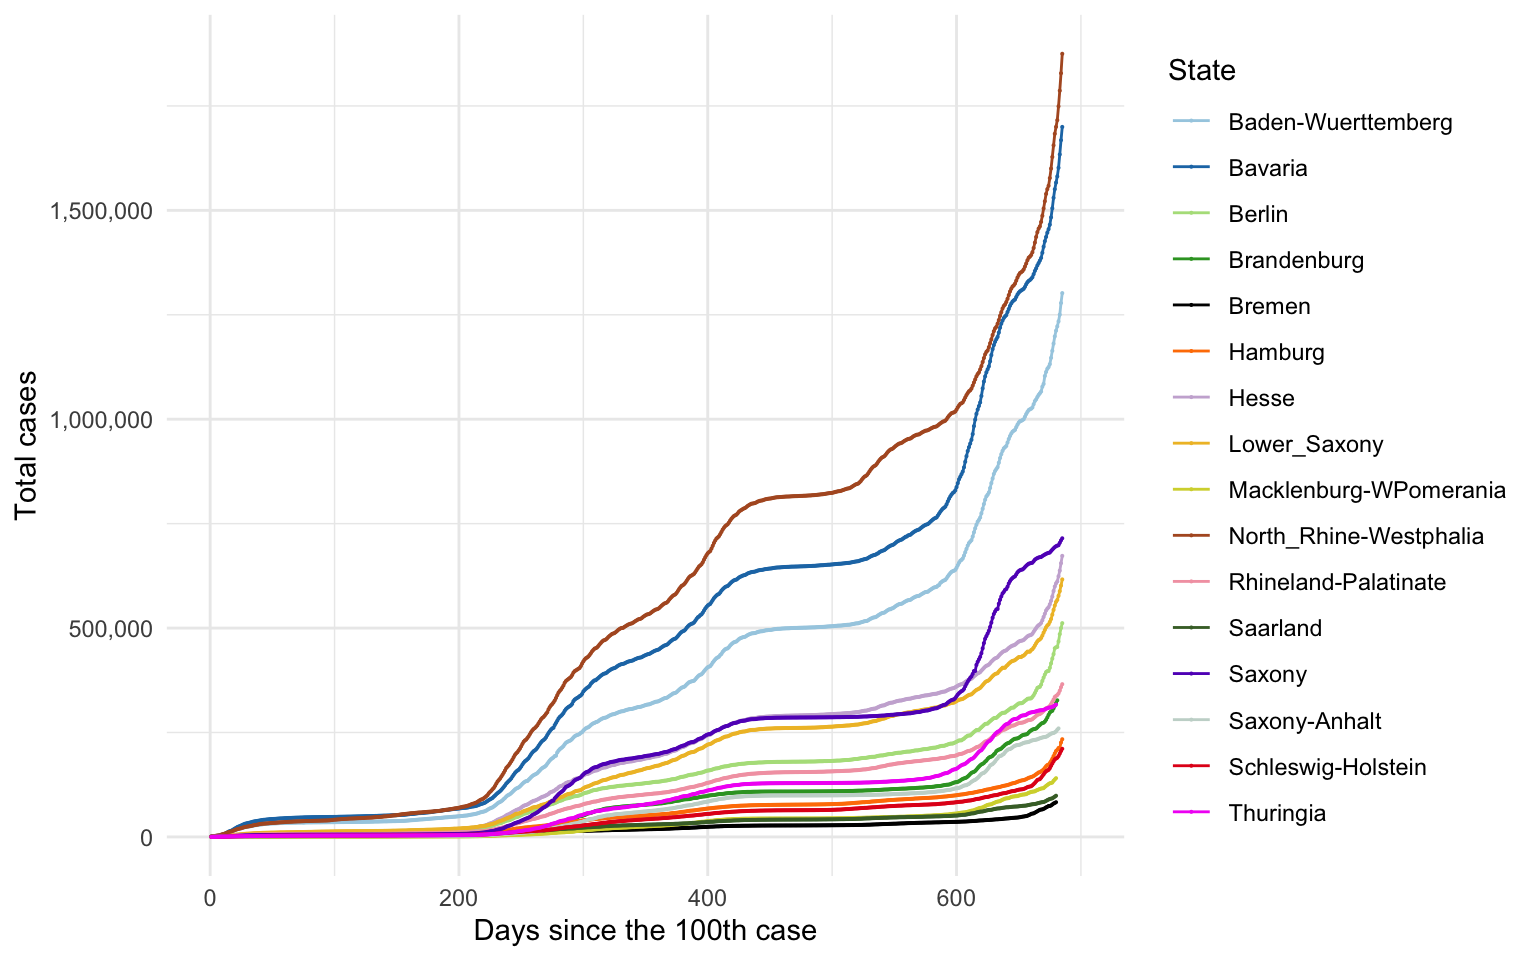 State
Baden-Wuerttemberg
Bavaria
Berlin
Brandenburg
Bremen
Hamburg
Hesse
Lower_Saxony
Macklenburg-WPomerania
North_Rhine-Westphalia
Rhineland-Palatinate
Saarland
Saxony
Saxony-Anhalt
Schleswig-Holstein
Thuringia
Total cases
1,500,000
1,000,000
500,000
0
0 200 400 600
Days since the 100th case